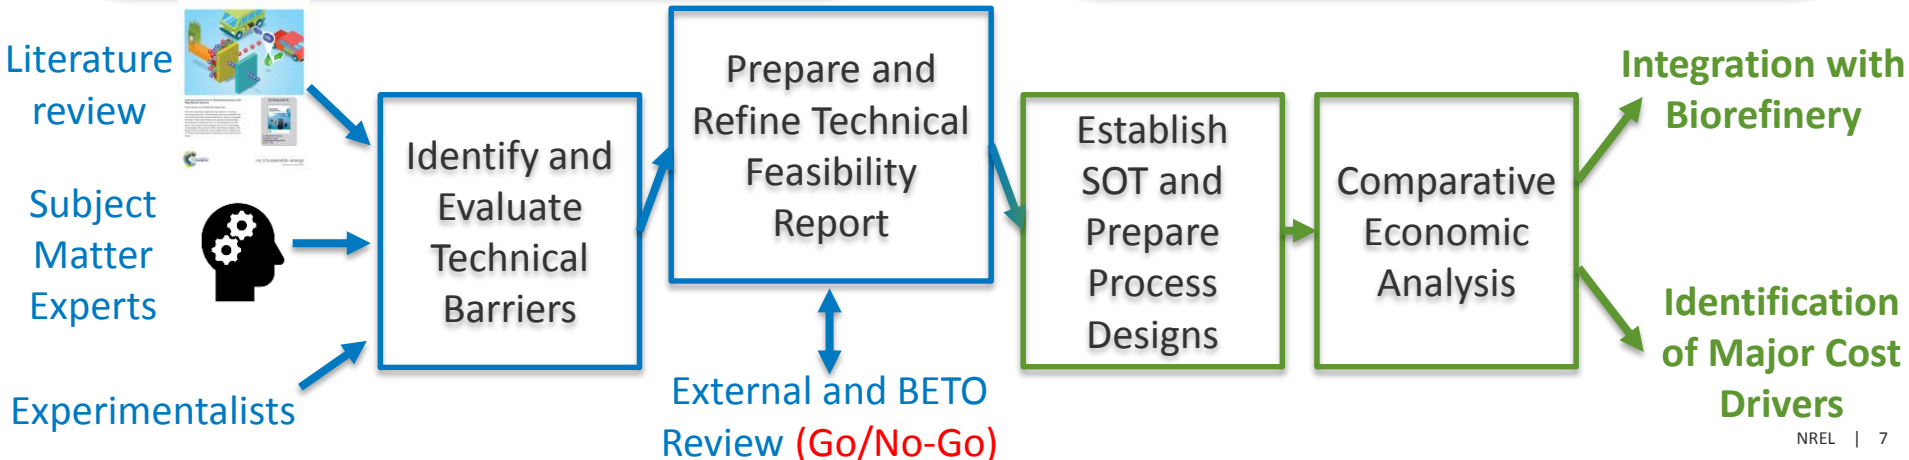 Literature
review
Subject
Matter
Experts
Experimentalists
Identify and
Evaluate
Technical
Barriers
Prepare and
Refine Technical
Feasibility
Report
External and BETO
Review (Go/No-Go)
Establish
SOT and
Prepare
Process
Designs
Comparative
Economic
Analysis
Integration with
Biorefinery
Identification
of Major Cost
Drivers
NREL | 7